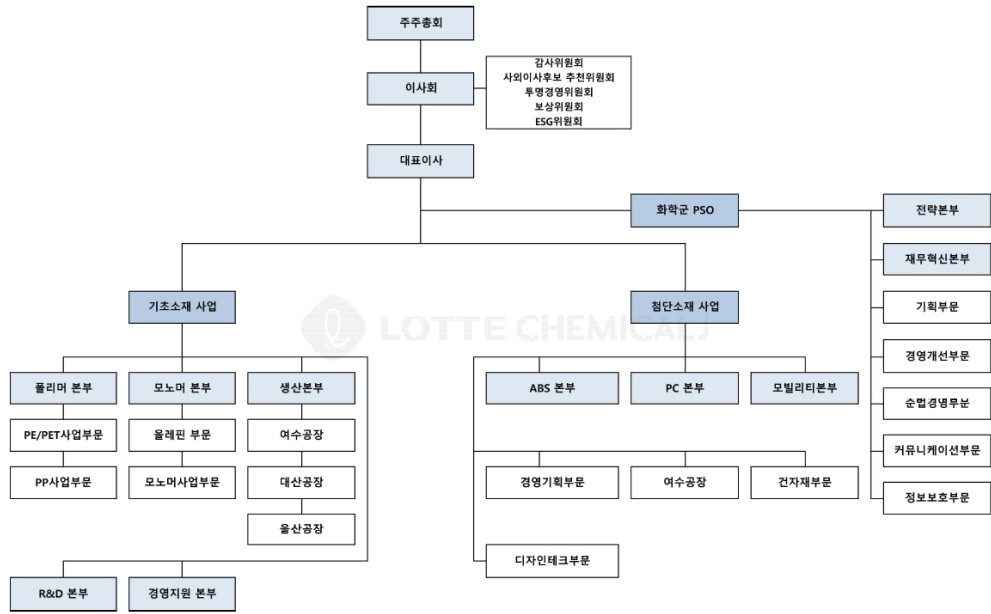 주주총회
이사회
감사위원회
사외이사후보 추천위원회
투명경영위원회
보상위원회
ESG위원회
대표이사
화학군 PSO
전략본부
재무혁신본부
기획부문
경영개선부문
준법경영부문
커뮤니케이션부문
정보보호부문
기초소재 사업
첨단소재 사업
LOTTE CHEMICAL
폴리머 본부
모노머 본부
생산본부
PE/PET사업부문
올레핀 부문
여수공장
PP사업부문
모노머사업부문
대산공장
울산공장
R&D 본부
경영지원 본부
ABS 본부
PC 본부
모빌리티본부
경영기획부문
여수공장
건자재부문
디자인테크부문